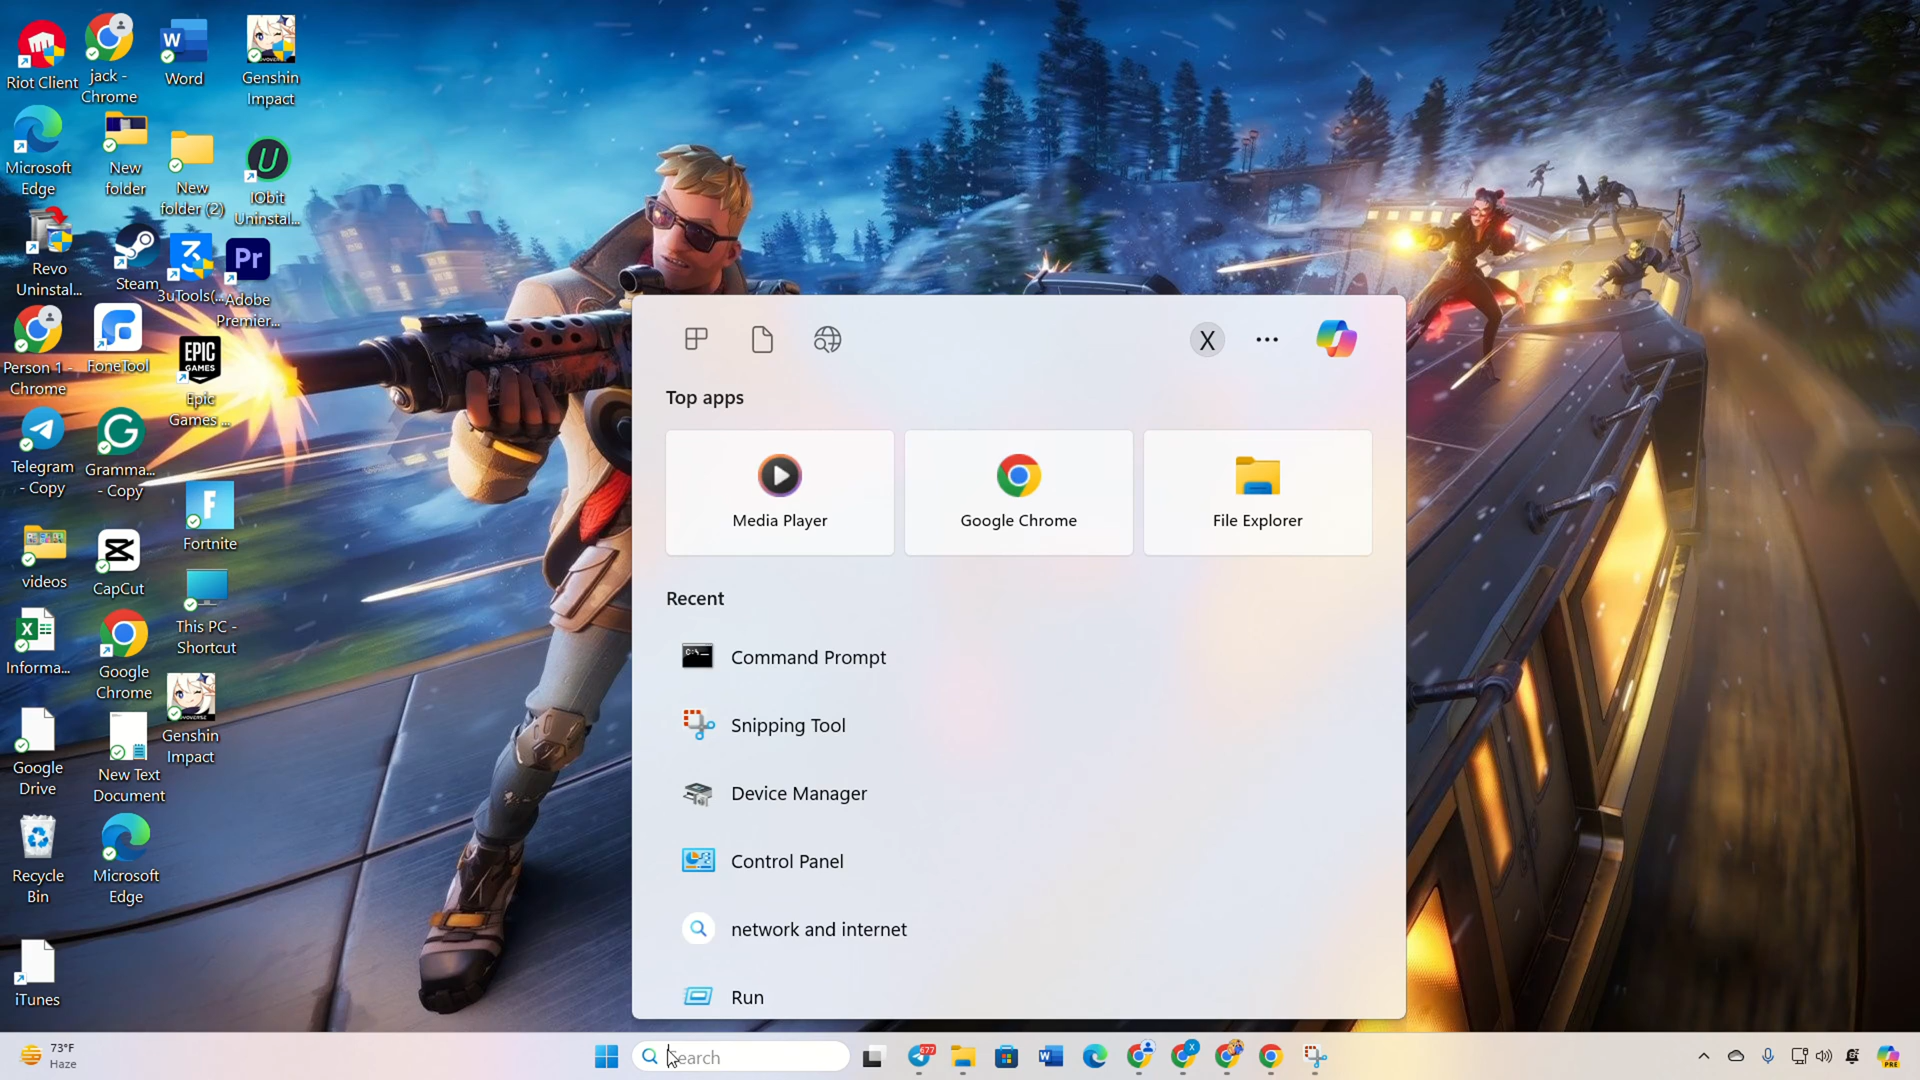 Riot Client
jack -
Chrome
Word
Genshin
Impact
Microsoft
Edge
New
folder
New
folder (2)
IObit
Uninstal...
Revo
Uninstal...
Steam
3uTools(...
Pr
Adobe
Premier...
Person 1 -
Chrome
FoneTool
EPIC
GAMES
Epic
Games ...
Telegram
- Copy
Gramma...
- Copy
Fortnite
videos
CapCut
This PC -
Shortcut
Informa...
Google
Chrome
Genshin
Impact
Google
Drive
New Text
Document
Recycle
Bin
Microsoft
Edge
iTunes
X
Top apps
Media Player
Google Chrome
File Explorer
Recent
Command Prompt
Snipping Tool
Device Manager
Control Panel
network and internet
Run
73°F
Haze
Search
677
X
PRE